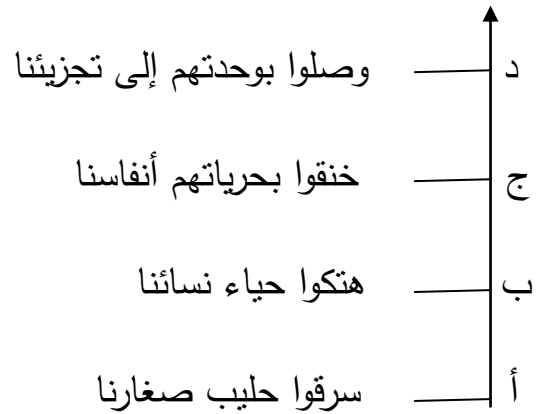 د وصلوا بوحدتهم إلى تجزيئنا
ج خنقوا بحرياتهم أنفاسنا
ب هتكوا حياء نسائنا
أ سرقوا حليب صغارنا